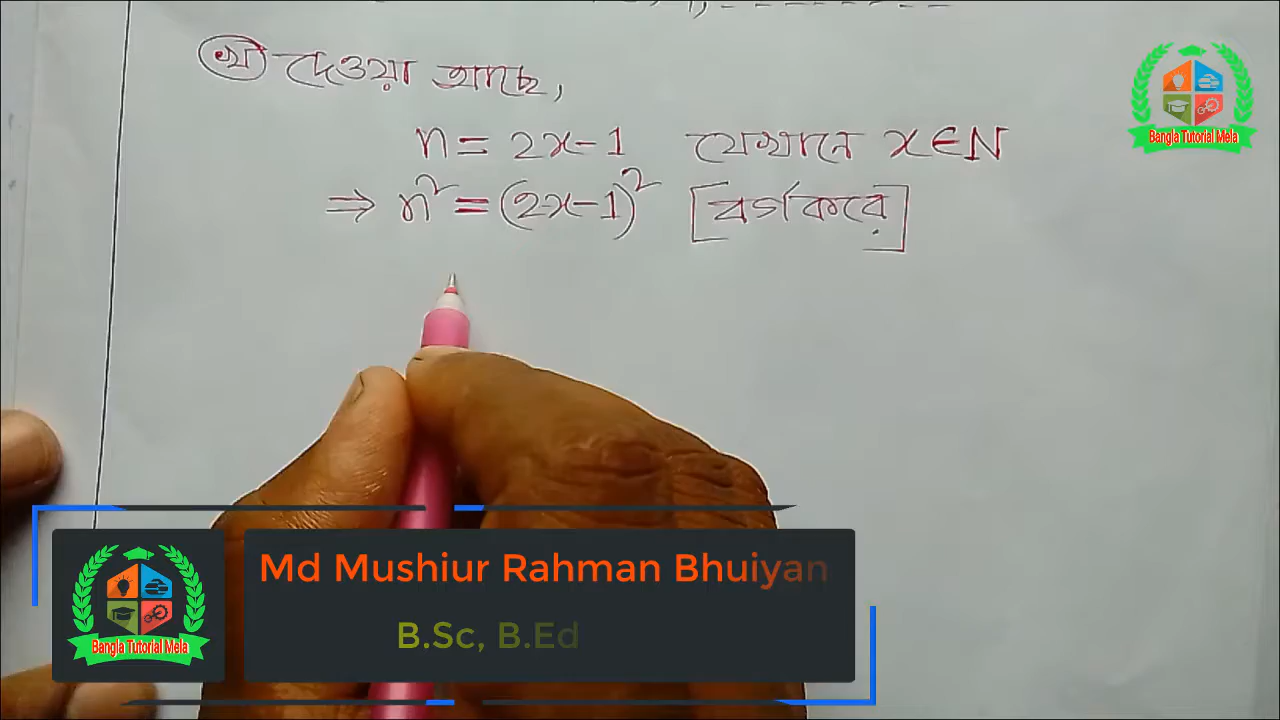 খ দেওয়া আছে,
n = 2x-1 যেখানে x∈N
⇒ n² = (2x-1)² [বর্গ করে]
Bangla Tutorial Mela
Md Mushiur Rahman Bhuiyan
B.Sc, B.Ed
Bangla Tutorial Mela